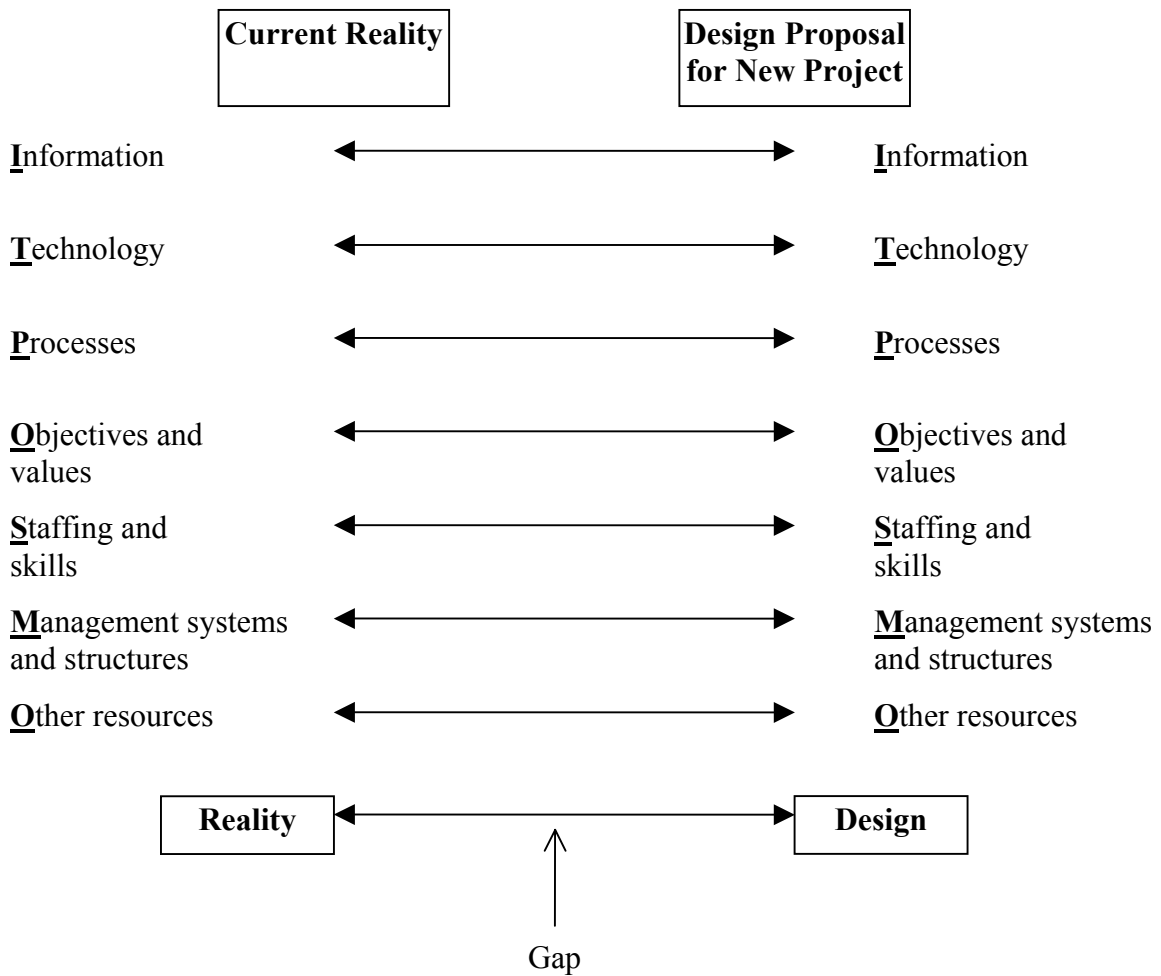 Current Reality
Design Proposal
for New Project
Information
Information
Technology
Technology
Processes
Processes
Objectives and
values
Objectives and
values
Staffing and
skills
Staffing and
skills
Management systems
and structures
Management systems
and structures
Other resources
Other resources
Reality
Design
Gap